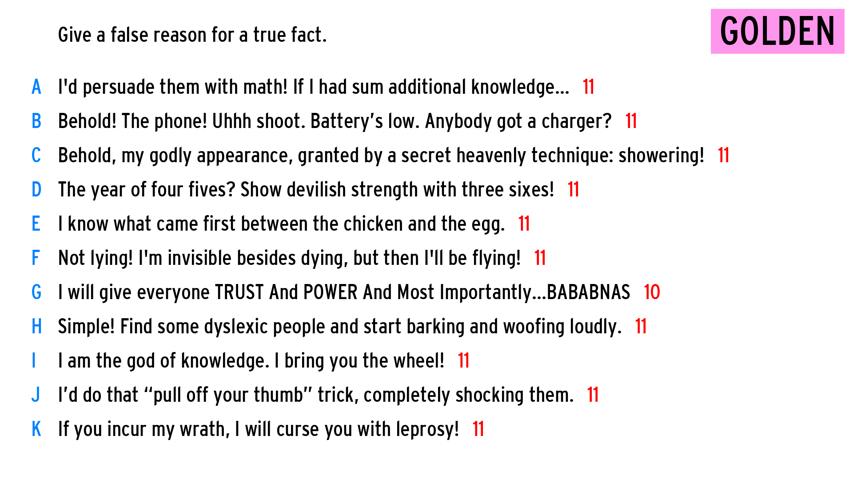 Give a false reason for a true fact.
GOLDEN
A I'd persuade them with math! If I had sum additional knowledge... 11
B Behold! The phone! Uhhh shoot. Battery's low. Anybody got a charger? 11
C Behold, my godly appearance, granted by a secret heavenly technique: showering! 11
D The year of four fives? Show devilish strength with three sixes! 11
E I know what came first between the chicken and the egg. 11
F Not lying! I'm invisible besides dying, but then I'll be flying! 11
G I will give everyone TRUST And POWER And Most Importantly...BABABNAS 10
H Simple! Find some dyslexic people and start barking and woofing loudly. 11
I I am the god of knowledge. I bring you the wheel! 11
J I’d do that “pull off your thumb” trick, completely shocking them. 11
K If you incur my wrath, I will curse you with leprosy! 11